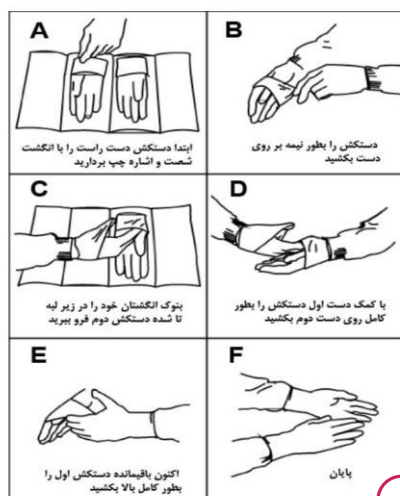 A
ابتدا دستکش دست راست را با انگشت
شصت و اشاره چپ بردارید
B
دستکش را بطور نیمه بر روی
دست بکشید
C
بنوک انگشتان خود را در زیر لبه
تا شده دستکش دوم فرو ببرید
D
با کمک دست اول دستکش را بطور
کامل روی دست دوم بکشید
E
اکنون باقیمانده دستکش اول را
بطور کامل بالا بکشید
F
پایان